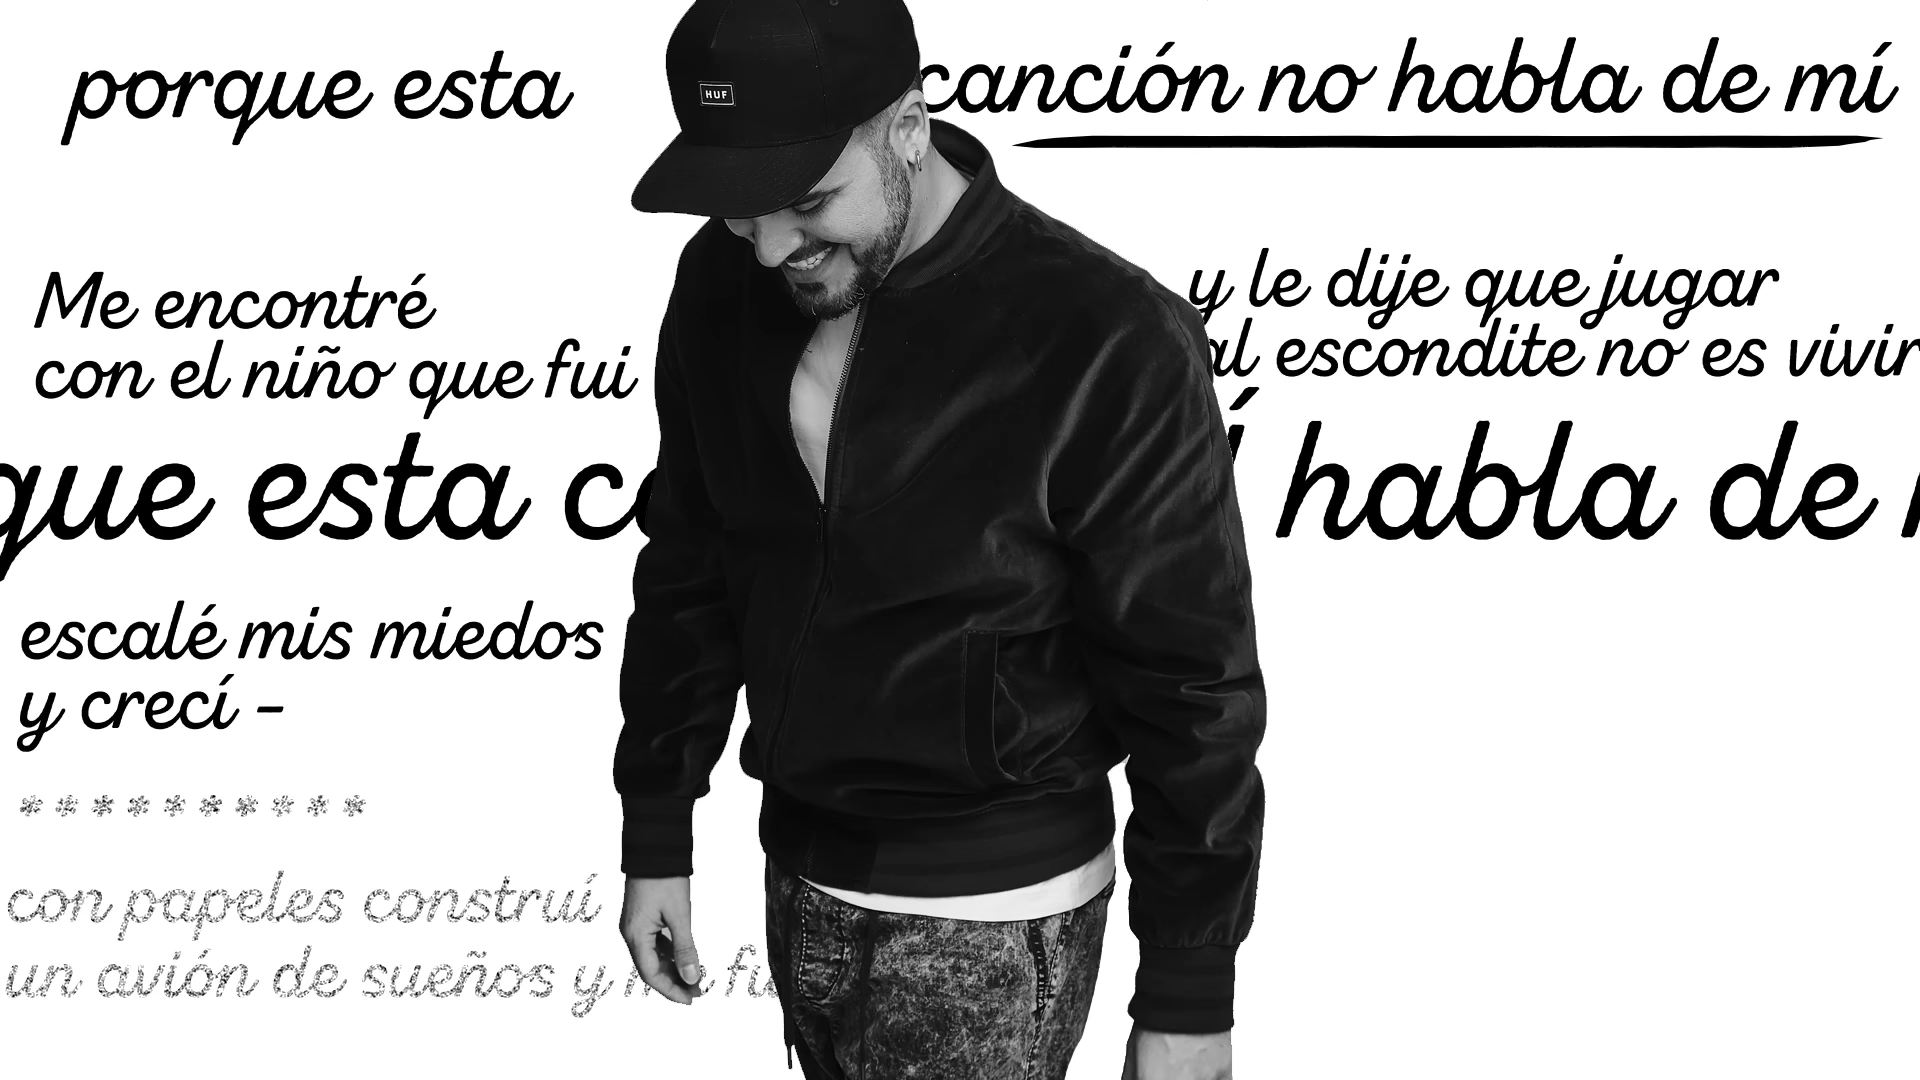 porque esta canción no habla de mí
HUF
Me encontré
con el niño que fui
y le dije que jugar
al escondite no es vivir
que esta habla de
escalé mis miedos
y crecí -
* * * * * * * * * *
con papeles construí
un avión de sueños y